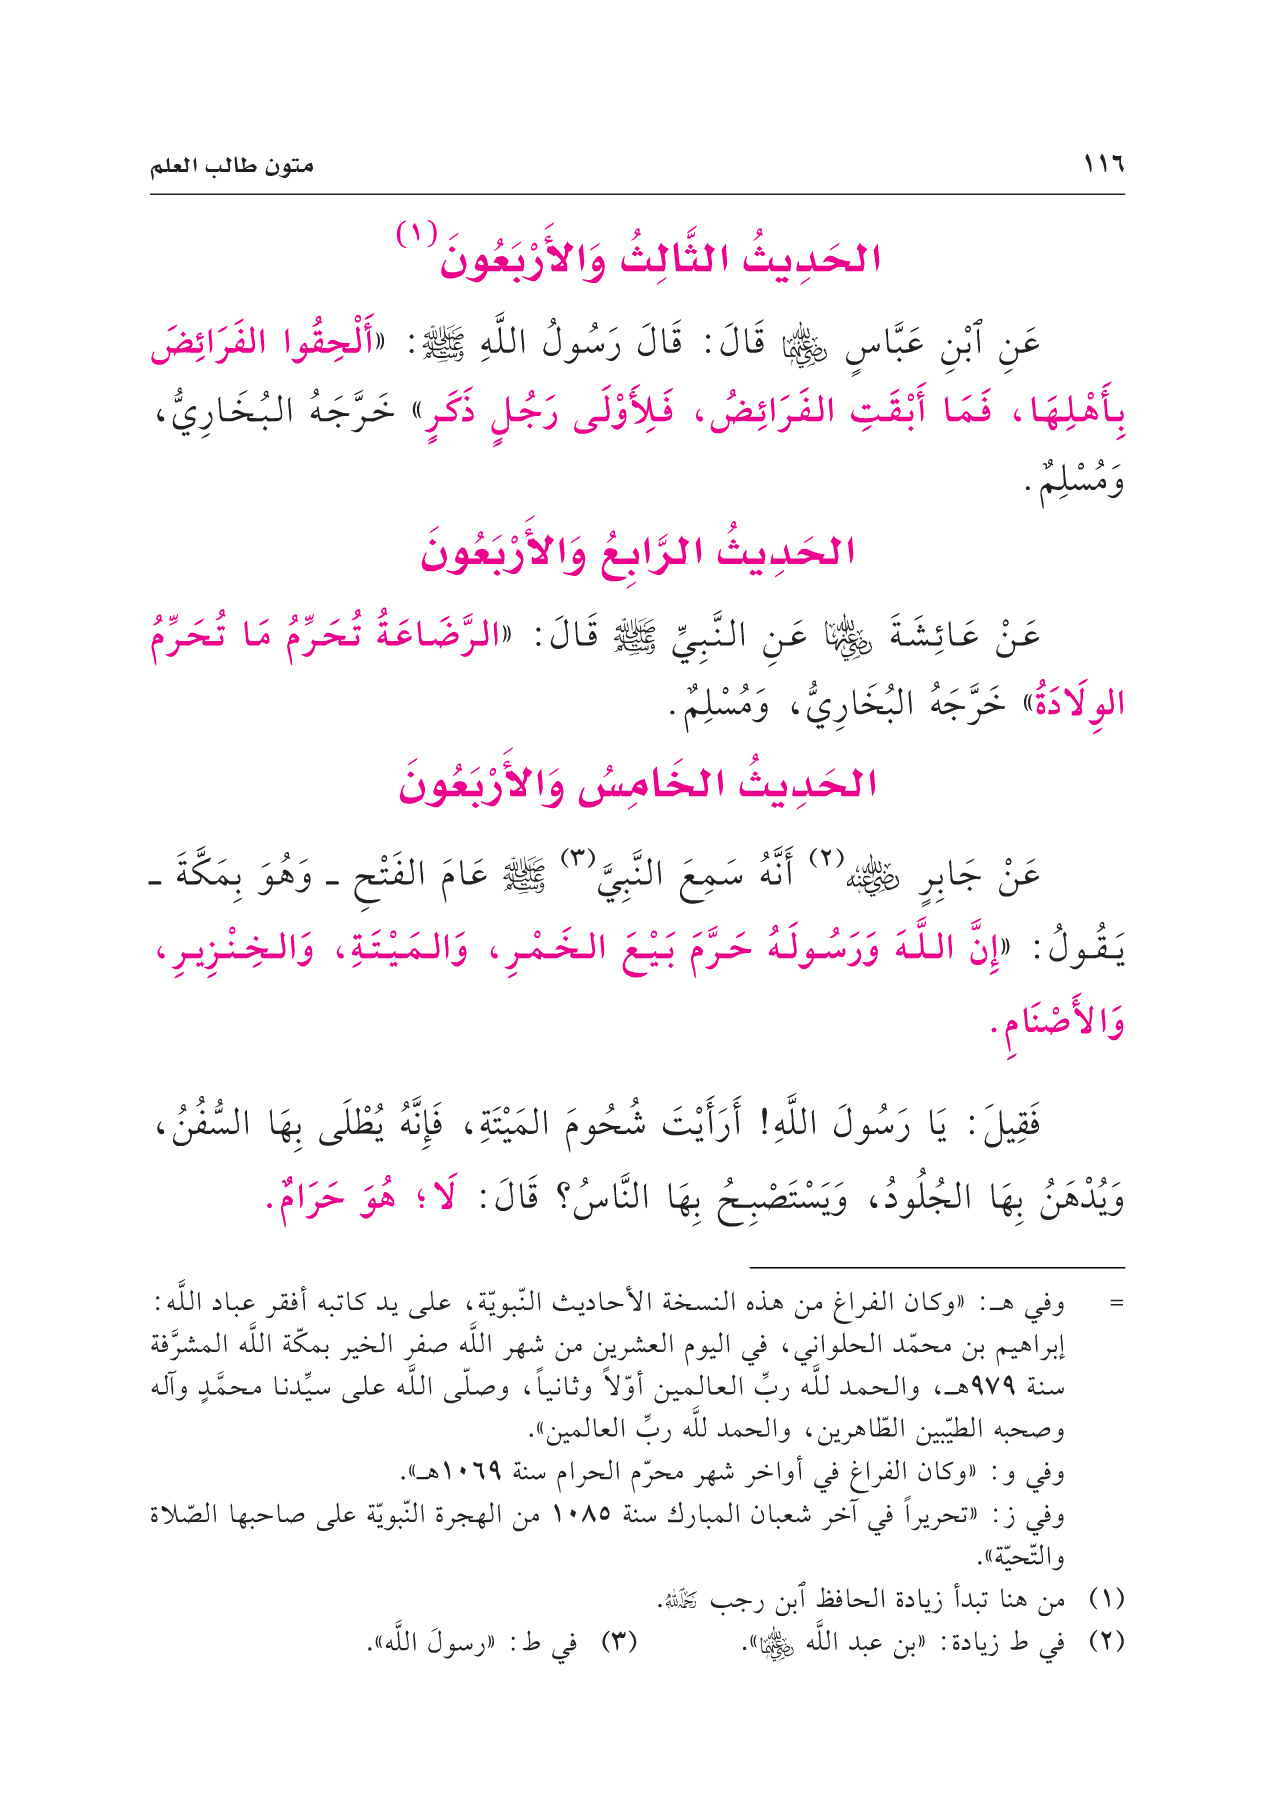 ١١٦
متون طالب العلم
الحَدِيثُ الثَّالِثُ وَالأَرْبَعُونَ(١)
عَنِ ٱبْنِ عَبَّاسٍ رضي الله عنهما قَالَ: قَالَ رَسُولُ اللَّهِ ﷺ: «أَلْحِقُوا الفَرَائِضَ
بِأَهْلِهَا، فَمَا أَبْقَتِ الفَرَائِضُ، فَلِأَوْلَى رَجُلٍ ذَكَرٍ» خَرَّجَهُ البُخَارِيُّ،
وَمُسْلِمٌ.
الحَدِيثُ الرَّابِعُ وَالأَرْبَعُونَ
عَنْ عَائِشَةَ رضي الله عنها عَنِ النَّبِيِّ ﷺ قَالَ: «الرَّضَاعَةُ تُحَرِّمُ مَا تُحَرِّمُ
الوِلَادَةُ» خَرَّجَهُ البُخَارِيُّ، وَمُسْلِمٌ.
الحَدِيثُ الخَامِسُ وَالأَرْبَعُونَ
عَنْ جَابِرٍ رضي الله عنه(٢) أَنَّهُ سَمِعَ النَّبِيَّ(٣) ﷺ عَامَ الفَتْحِ ـ وَهُوَ بِمَكَّةَ ـ
يَقُولُ: «إِنَّ اللَّهَ وَرَسُولَهُ حَرَّمَ بَيْعَ الخَمْرِ، وَالمَيْتَةِ، وَالخِنْزِيرِ،
وَالأَصْنَامِ.
فَقِيلَ: يَا رَسُولَ اللَّهِ! أَرَأَيْتَ شُحُومَ المَيْتَةِ، فَإِنَّهُ يُطْلَى بِهَا السُّفُنُ،
وَيُدْهَنُ بِهَا الجُلُودُ، وَيَسْتَصْبِحُ بِهَا النَّاسُ؟ قَالَ: لَا؛ هُوَ حَرَامٌ.
= وفي هـ: «وكان الفراغ من هذه النسخة الأحاديث النّبويّة، على يد كاتبه أفقر عباد اللَّه:
إبراهيم بن محمّد الحلواني، في اليوم العشرين من شهر اللَّه صفر الخير بمكّة اللَّه المشرَّفة
سنة ٩٧٩هـ، والحمد للَّه ربِّ العالمين أوّلاً وثانياً، وصلّى اللَّه على سيِّدنا محمَّدٍ وآله
وصحبه الطيّبين الطّاهرين، والحمد للَّه ربِّ العالمين».
وفي و: «وكان الفراغ في أواخر شهر محرّم الحرام سنة ١٠٦٩هـ».
وفي ز: «تحريراً في آخر شعبان المبارك سنة ١٠٨٥ من الهجرة النّبويّة على صاحبها الصّلاة
والتّحيّة».
(١) من هنا تبدأ زيادة الحافظ ٱبن رجب رحمه الله.
(٢) في ط زيادة: «بن عبد اللَّه رضي الله عنهما». (٣) في ط: «رسولَ اللَّه».